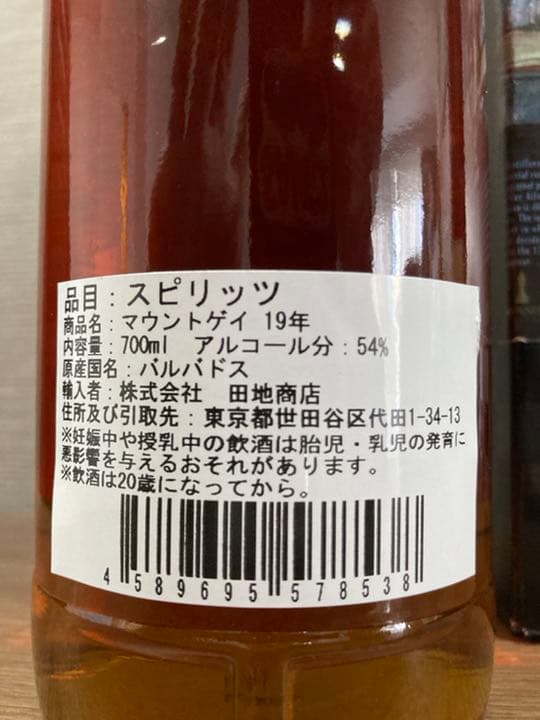 品目：スピリッツ
商品名：マウントゲイ 19年
内容量：700ml アルコール分：54%
原産国名：バルバドス
輸入者：株式会社 田地商店
住所及び引取先：東京都世田谷区代田1-34-13
※妊娠中や授乳中の飲酒は胎児・乳児の発育に
悪影響を与えるおそれがあります。
※飲酒は20歳になってから。
4 589695 578538